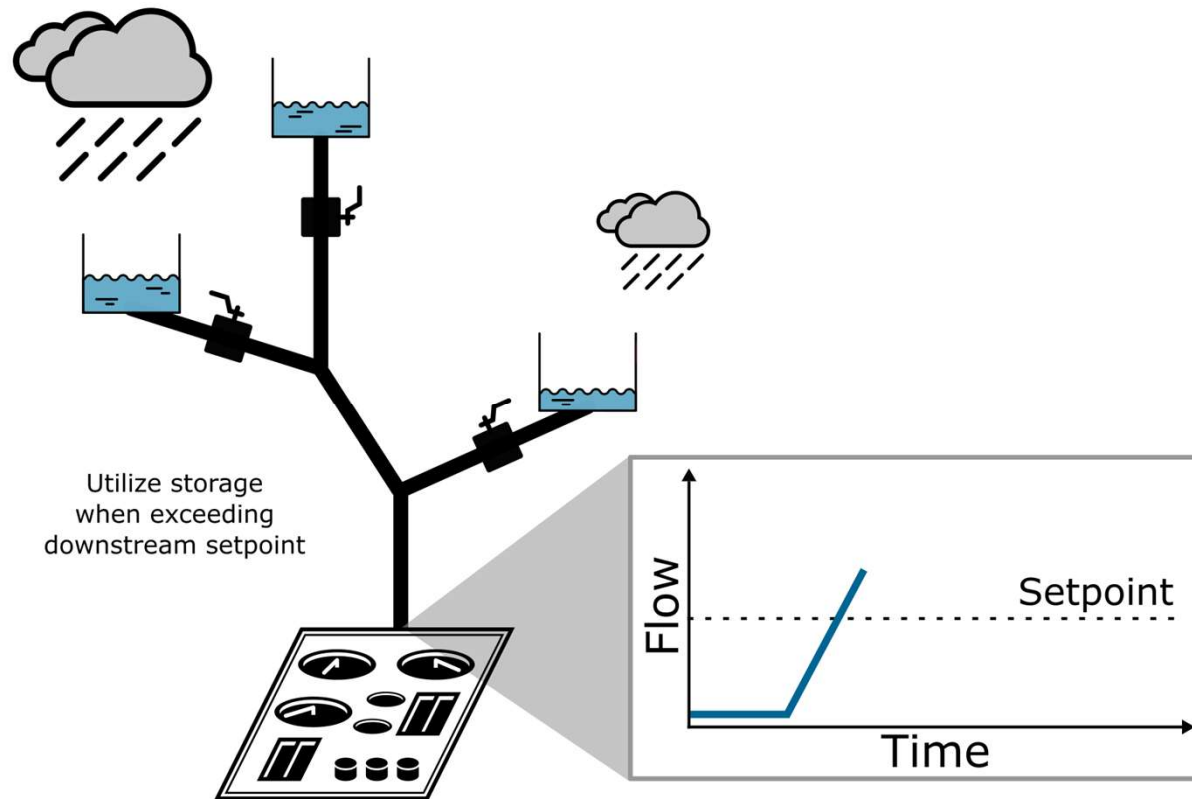 Utilize storage
when exceeding
downstream setpoint
Setpoint
Flow
Time